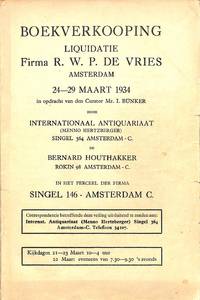 BOEKVERKOOPING
LIQUIDATIE
Firma R. W. P. DE VRIES
AMSTERDAM
24—29 MAART 1934
in opdracht van den Curator Mr. I. BÜNKER
DOOR
INTERNATIONAAL ANTIQUARIAAT
(MENNO HERTZBERGER)
SINGEL 364 AMSTERDAM - C.
EN
BERNARD HOUTHAKKER
ROKIN 98 AMSTERDAM - C.
IN HET PERCEEL DER FIRMA
SINGEL 146 - AMSTERDAM C.
Correspondentie betreffende deze veiling uitsluitend te zenden aan:
Internat. Antiquariaat (Menno Hertzberger) Singel 364
Amsterdam-C. Telefoon 34107.
Kijkdagen 21—23 Maart 10—4 uur
22 Maart eveneens van 7.30—9.30 's avonds